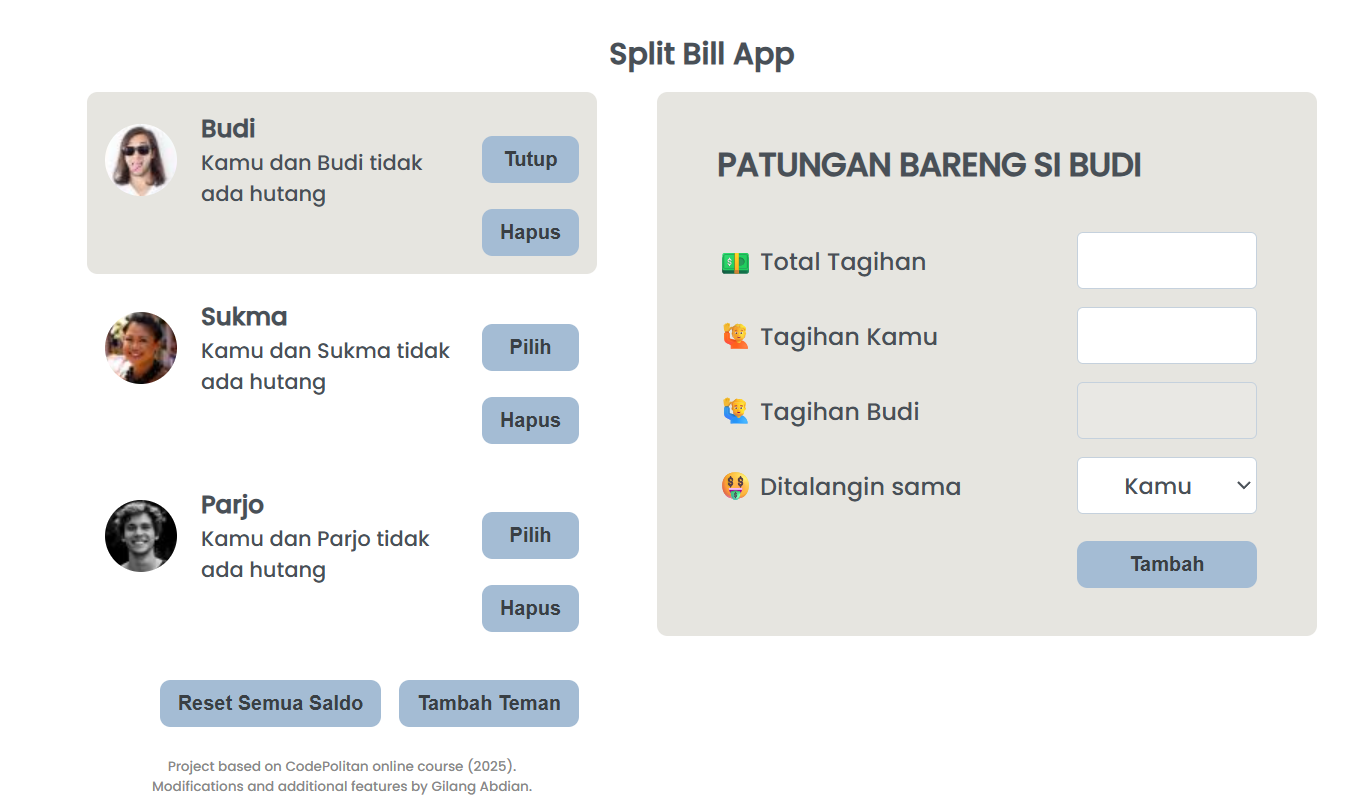 Split Bill App
Budi
Kamu dan Budi tidak
ada hutang
Tutup
Hapus
Sukma
Kamu dan Sukma tidak
ada hutang
Pilih
Hapus
Parjo
Kamu dan Parjo tidak
ada hutang
Pilih
Hapus
Reset Semua Saldo
Tambah Teman
Project based on CodePolitan online course (2025).
Modifications and additional features by Gilang Abdian.
PATUNGAN BARENG SI BUDI
💵 Total Tagihan
🙋 Tagihan Kamu
🙋‍♂️ Tagihan Budi
🤑 Ditalangin sama
Kamu
Tambah